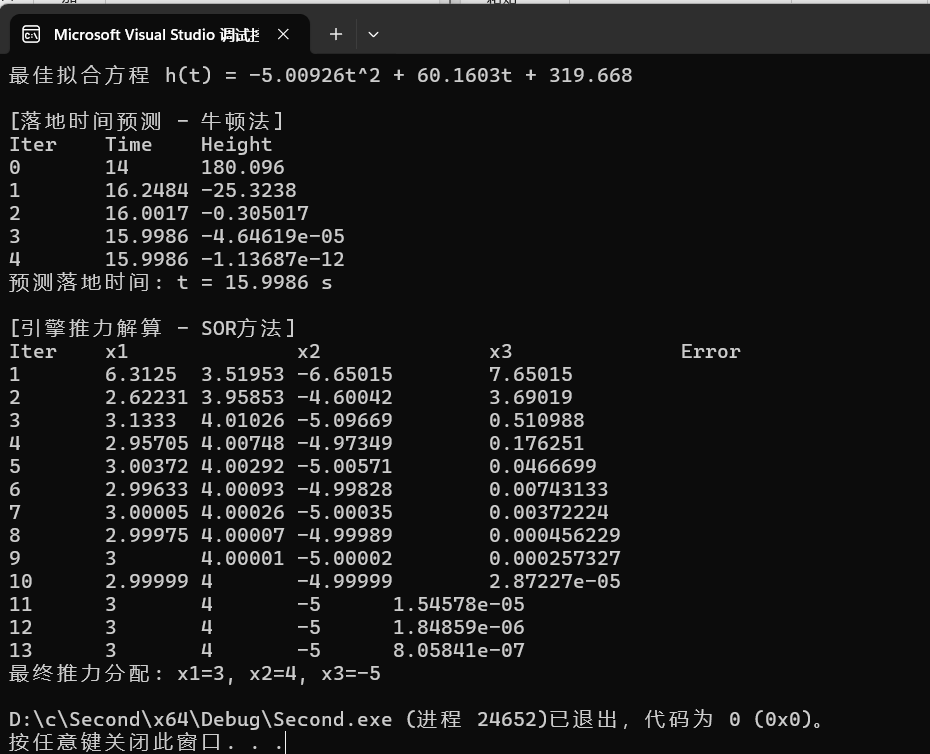 Microsoft Visual Studio 调试控
最佳拟合方程 h(t) = -5.00926t^2 + 60.1603t + 319.668
[落地时间预测 - 牛顿法]
Iter    Time    Height
0       14      180.096
1       16.2484 -25.3238
2       16.0017 -0.305017
3       15.9986 -4.64619e-05
4       15.9986 -1.13687e-12
预测落地时间: t = 15.9986 s
[引擎推力解算 - SOR方法]
Iter    x1              x2              x3              Error
1       6.3125  3.51953 -6.65015        7.65015
2       2.62231 3.95853 -4.60042        3.69019
3       3.1333  4.01026 -5.09669        0.510988
4       2.95705 4.00748 -4.97349        0.176251
5       3.00372 4.00292 -5.00571        0.0466699
6       2.99633 4.00093 -4.99828        0.00743133
7       3.00005 4.00026 -5.00035        0.00372224
8       2.99975 4.00007 -4.99989        0.000456229
9       3       4.00001 -5.00002        0.000257327
10      2.99999 4       -4.99999        2.87227e-05
11      3       4       -5      1.54578e-05
12      3       4       -5      1.84859e-06
13      3       4       -5      8.05841e-07
最终推力分配: x1=3, x2=4, x3=-5
D:\c\Second\x64\Debug\Second.exe (进程 24652)已退出，代码为 0 (0x0)。
按任意键关闭此窗口. . .